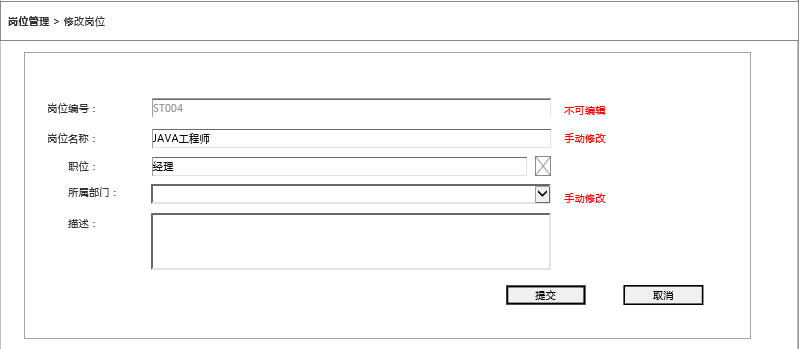 岗位管理 > 修改岗位
岗位编号： ST004 不可编辑
岗位名称： JAVA工程师 手动修改
职位： 经理
所属部门： 手动修改
描述：
提交 取消